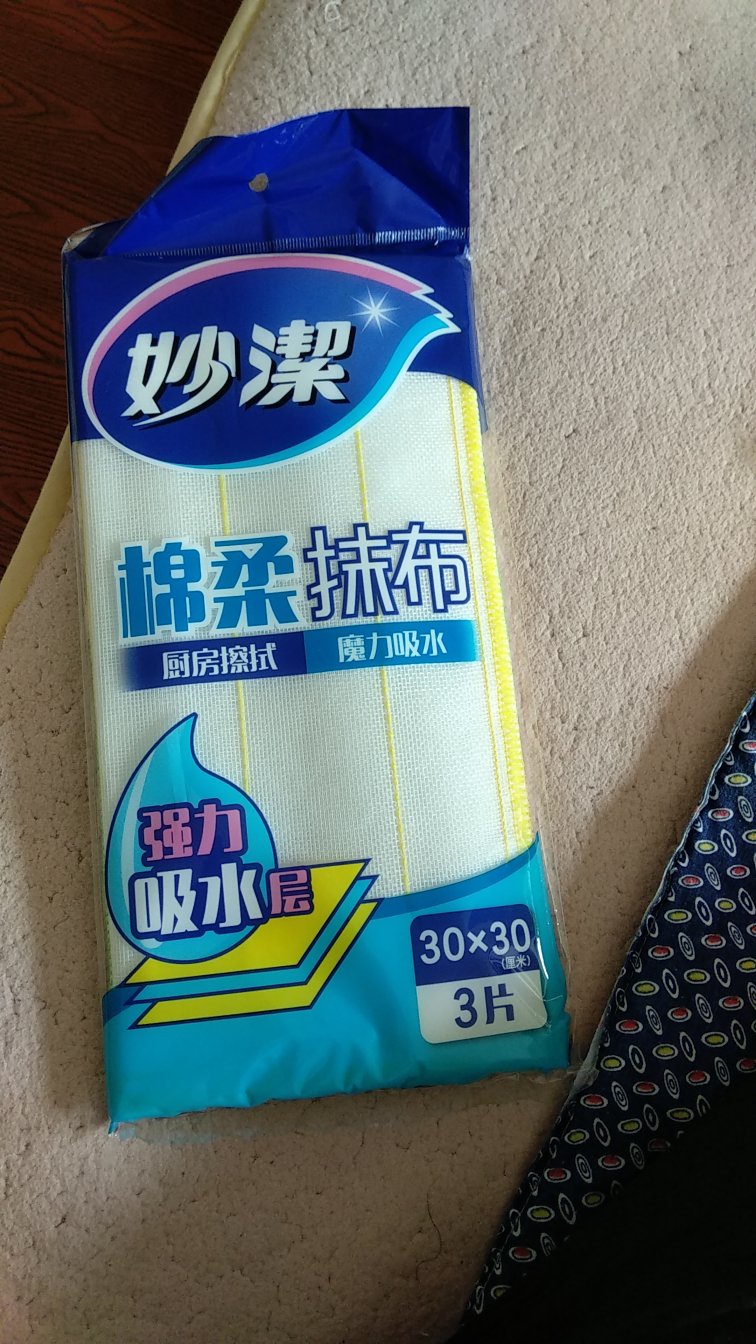 妙潔
棉柔抹布
厨房擦拭 魔力吸水
强力
吸水层
30×30
(厘米)
3片